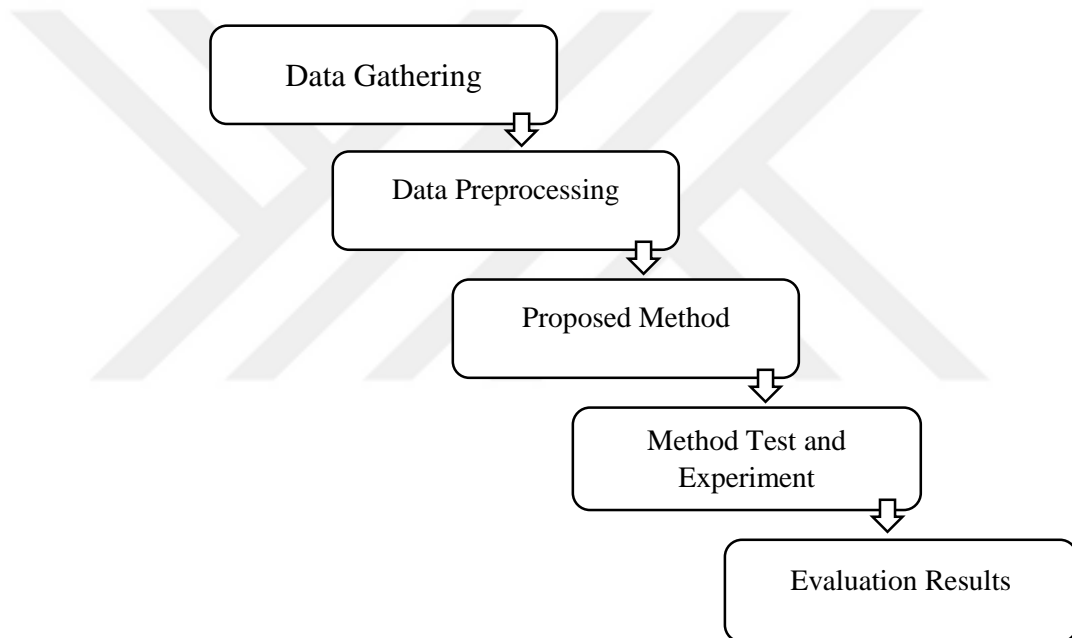 Data Gathering
Data Preprocessing
Proposed Method
Method Test and
Experiment
Evaluation Results